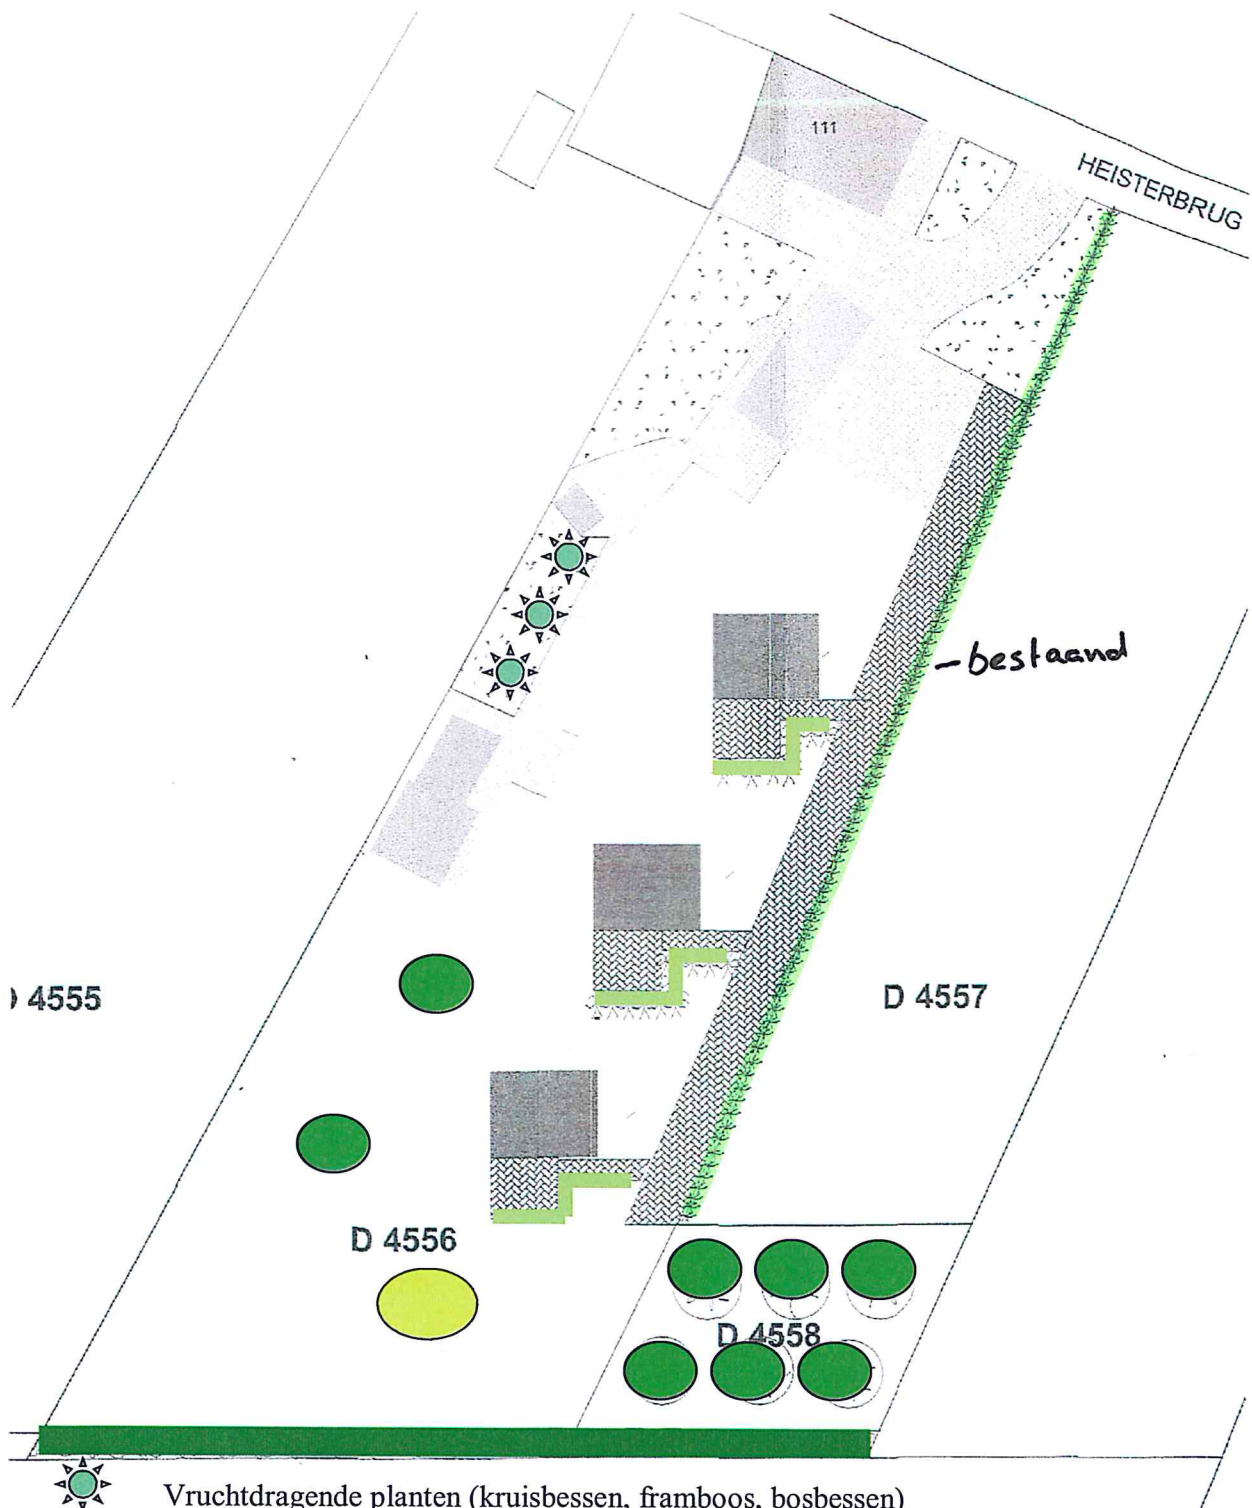 111
HEISTERBRUG
-bestaand
4555
D 4557
D 4556
D 4558
Vruchtdragende planten (kruisbessen, framboos, bosbessen)